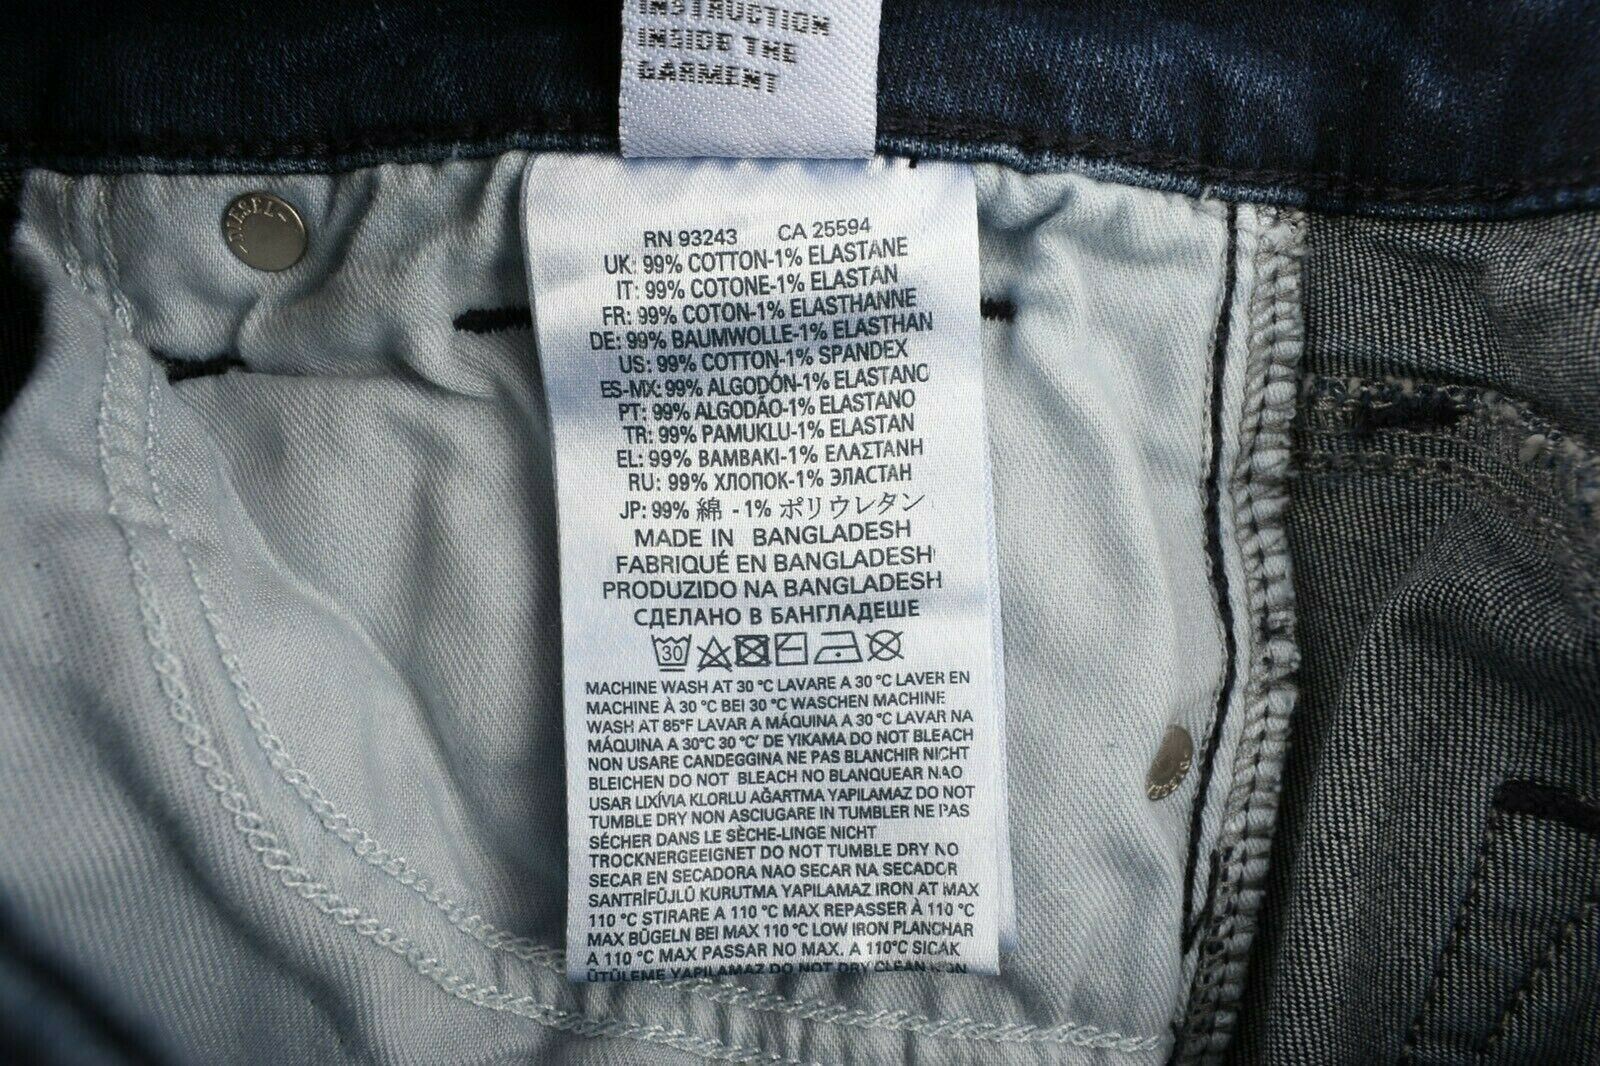 INSTRUCTION
INSIDE THE
GARMENT
DIESEL
RN 93243 CA 25594
UK: 99% COTTON-1% ELASTANE
IT: 99% COTONE-1% ELASTAN
FR: 99% COTON-1% ELASTHANNE
DE: 99% BAUMWOLLE-1% ELASTHAN
US: 99% COTTON-1% SPANDEX
ES-MX: 99% ALGODÓN-1% ELASTANO
PT: 99% ALGODÃO-1% ELASTANO
TR: 99% PAMUKLU-1% ELASTAN
EL: 99% BAMBAKI-1% ΕΛΑΣΤΑΝΗ
RU: 99% ХЛОПОК-1% ЭЛАСТАН
JP: 99% 綿 - 1% ポリウレタン
MADE IN BANGLADESH
FABRIQUÉ EN BANGLADESH
PRODUZIDO NA BANGLADESH
СДЕЛАНО В БАНГЛАДЕШЕ
30
MACHINE WASH AT 30 °C LAVARE A 30 °C LAVER EN
MACHINE À 30 °C BEI 30 °C WASCHEN MACHINE
WASH AT 85°F LAVAR A MÁQUINA A 30 °C LAVAR NA
MÁQUINA A 30°C 30 °C' DE YIKAMA DO NOT BLEACH
NON USARE CANDEGGINA NE PAS BLANCHIR NICHT
BLEICHEN DO NOT BLEACH NO BLANQUEAR NAO
USAR LIXÍVIA KLORLU AĞARTMA YAPILAMAZ DO NOT
TUMBLE DRY NON ASCIUGARE IN TUMBLER NE PAS
SÉCHER DANS LE SÈCHE-LINGE NICHT
TROCKNERGEEIGNET DO NOT TUMBLE DRY NO
SECAR EN SECADORA NAO SECAR NA SECADOR
SANTRİFÜJLÜ KURUTMA YAPILAMAZ IRON AT MAX
110 °C STIRARE A 110 °C MAX REPASSER À 110 °C
MAX BÜGELN BEI MAX 110 °C LOW IRON PLANCHAR
A 110 °C MAX PASSAR NO MAX. A 110°C SICAK
ÜTÜLEME YAPILAMAZ DO NOT DRY CLEAN NON
DIESEL